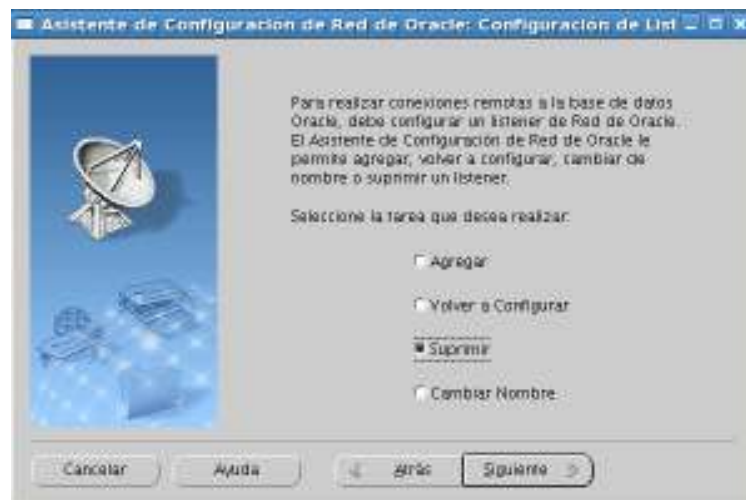 Asistente de Configuración de Red de Oracle: Configuración de List
Para realizar conexiones remotas a la base de datos
Oracle, debe configurar un listener de Red de Oracle.
El Asistente de Configuración de Red de Oracle le
permite agregar, volver a configurar, cambiar de
nombre o suprimir un listener.
Seleccione la tarea que desea realizar:
Agregar
Volver a Configurar
Suprimir
Cambiar Nombre
Cancelar
Ayuda
Atrás
Siguiente